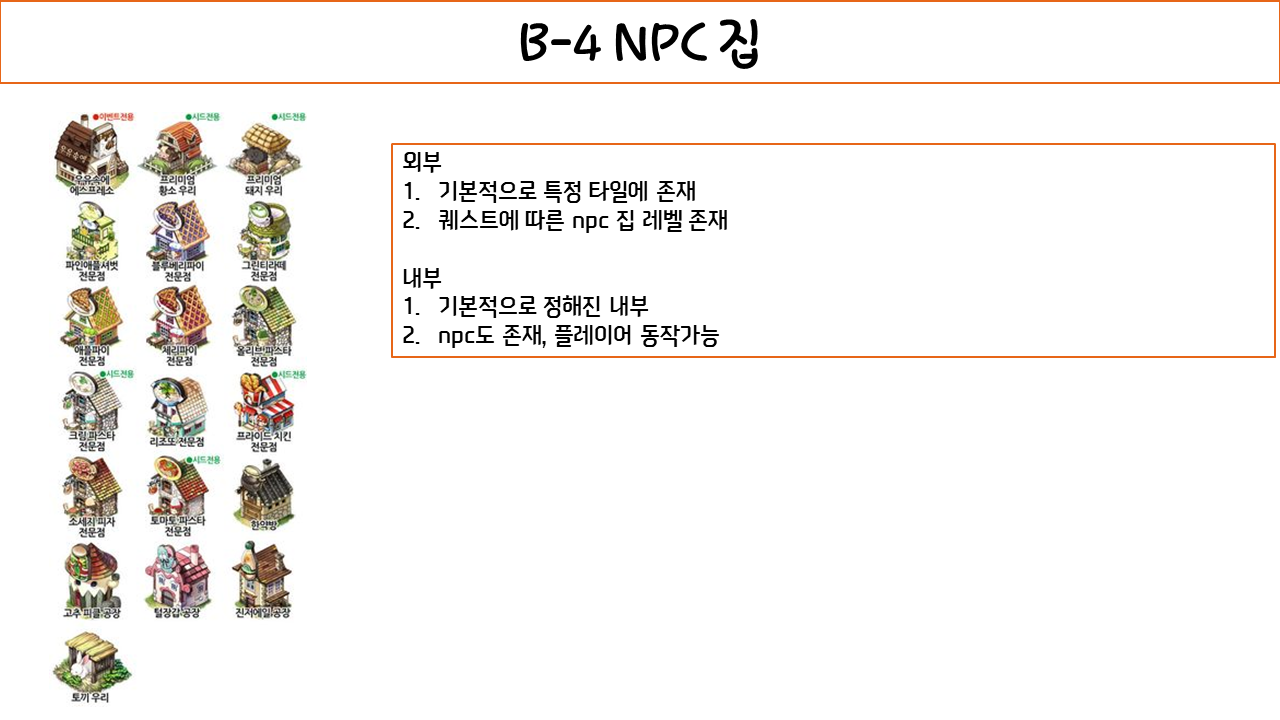 B-4 NPC 집
●이벤트전용
●시드전용
●시드전용
우유속에
에스프레소
프리미엄
황소 우리
프리미엄
돼지 우리
파인애플셔벗
전문점
블루베리파이
전문점
그린티라떼
전문점
애플파이
전문점
체리파이
전문점
올리브파스타
전문점
●시드전용
●시드전용
크림파스타
전문점
리조또 전문점
프라이드 치킨
전문점
●시드전용
소세지 피자
전문점
토마토 파스타
전문점
한약방
고추 피클 공장
털장갑 공장
진저에일 공장
토끼 우리
외부
1. 기본적으로 특정 타일에 존재
2. 퀘스트에 따른 npc 집 레벨 존재
내부
1. 기본적으로 정해진 내부
2. npc도 존재, 플레이어 동작가능